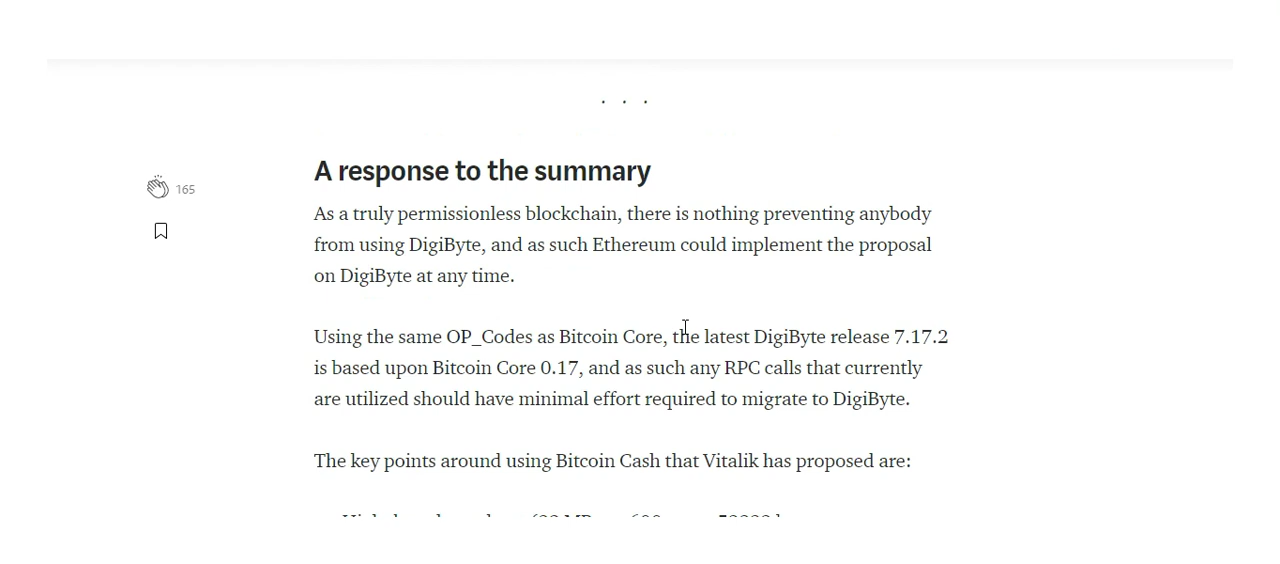 . . .
A response to the summary
165
As a truly permissionless blockchain, there is nothing preventing anybody
from using DigiByte, and as such Ethereum could implement the proposal
on DigiByte at any time.
Using the same OP_Codes as Bitcoin Core, the latest DigiByte release 7.17.2
is based upon Bitcoin Core 0.17, and as such any RPC calls that currently
are utilized should have minimal effort required to migrate to DigiByte.
The key points around using Bitcoin Cash that Vitalik has proposed are: